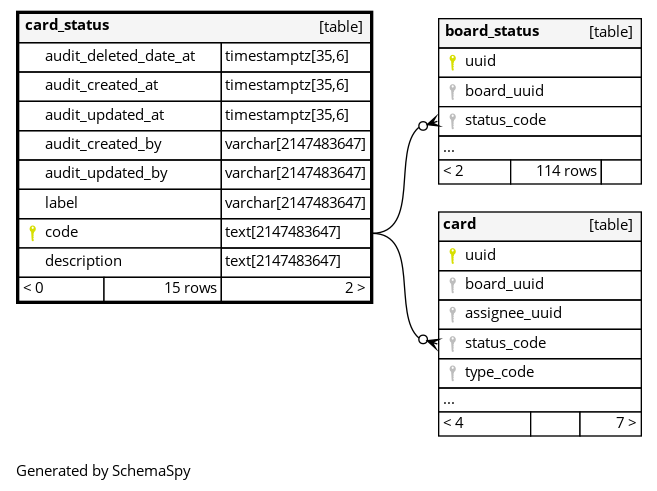 card_status [table]
audit_deleted_date_at timestamptz[35,6]
audit_created_at timestamptz[35,6]
audit_updated_at timestamptz[35,6]
audit_created_by varchar[2147483647]
audit_updated_by varchar[2147483647]
label varchar[2147483647]
code text[2147483647]
description text[2147483647]
< 0 15 rows 2 >
board_status [table]
uuid
board_uuid
status_code
...
< 2 114 rows
card [table]
uuid
board_uuid
assignee_uuid
status_code
type_code
...
< 4 7 >
Generated by SchemaSpy